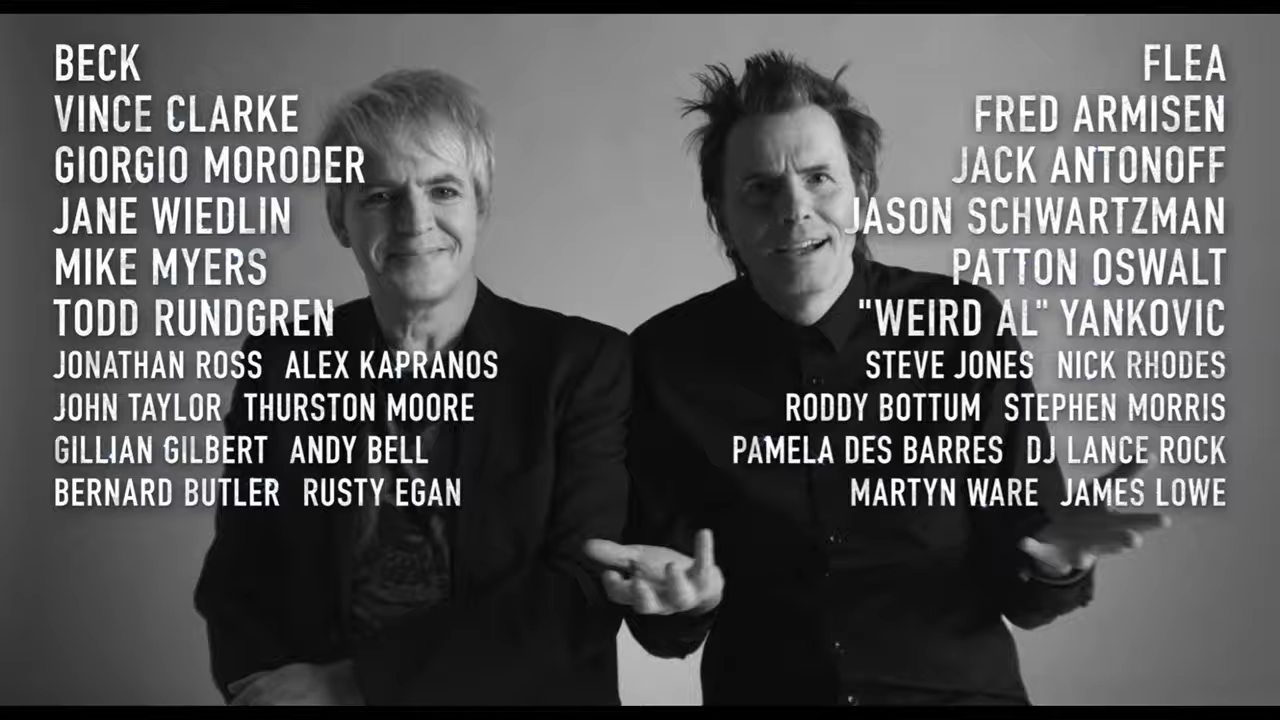 BECK
VINCE CLARKE
GIORGIO MORODER
JANE WIEDLIN
MIKE MYERS
TODD RUNDGREN
JONATHAN ROSS ALEX KAPRANOS
JOHN TAYLOR THURSTON MOORE
GILLIAN GILBERT ANDY BELL
BERNARD BUTLER RUSTY EGAN
FLEA
FRED ARMISEN
JACK ANTONOFF
JASON SCHWARTZMAN
PATTON OSWALT
"WEIRD AL" YANKOVIC
STEVE JONES NICK RHODES
RODDY BOTTUM STEPHEN MORRIS
PAMELA DES BARRES DJ LANCE ROCK
MARTYN WARE JAMES LOWE